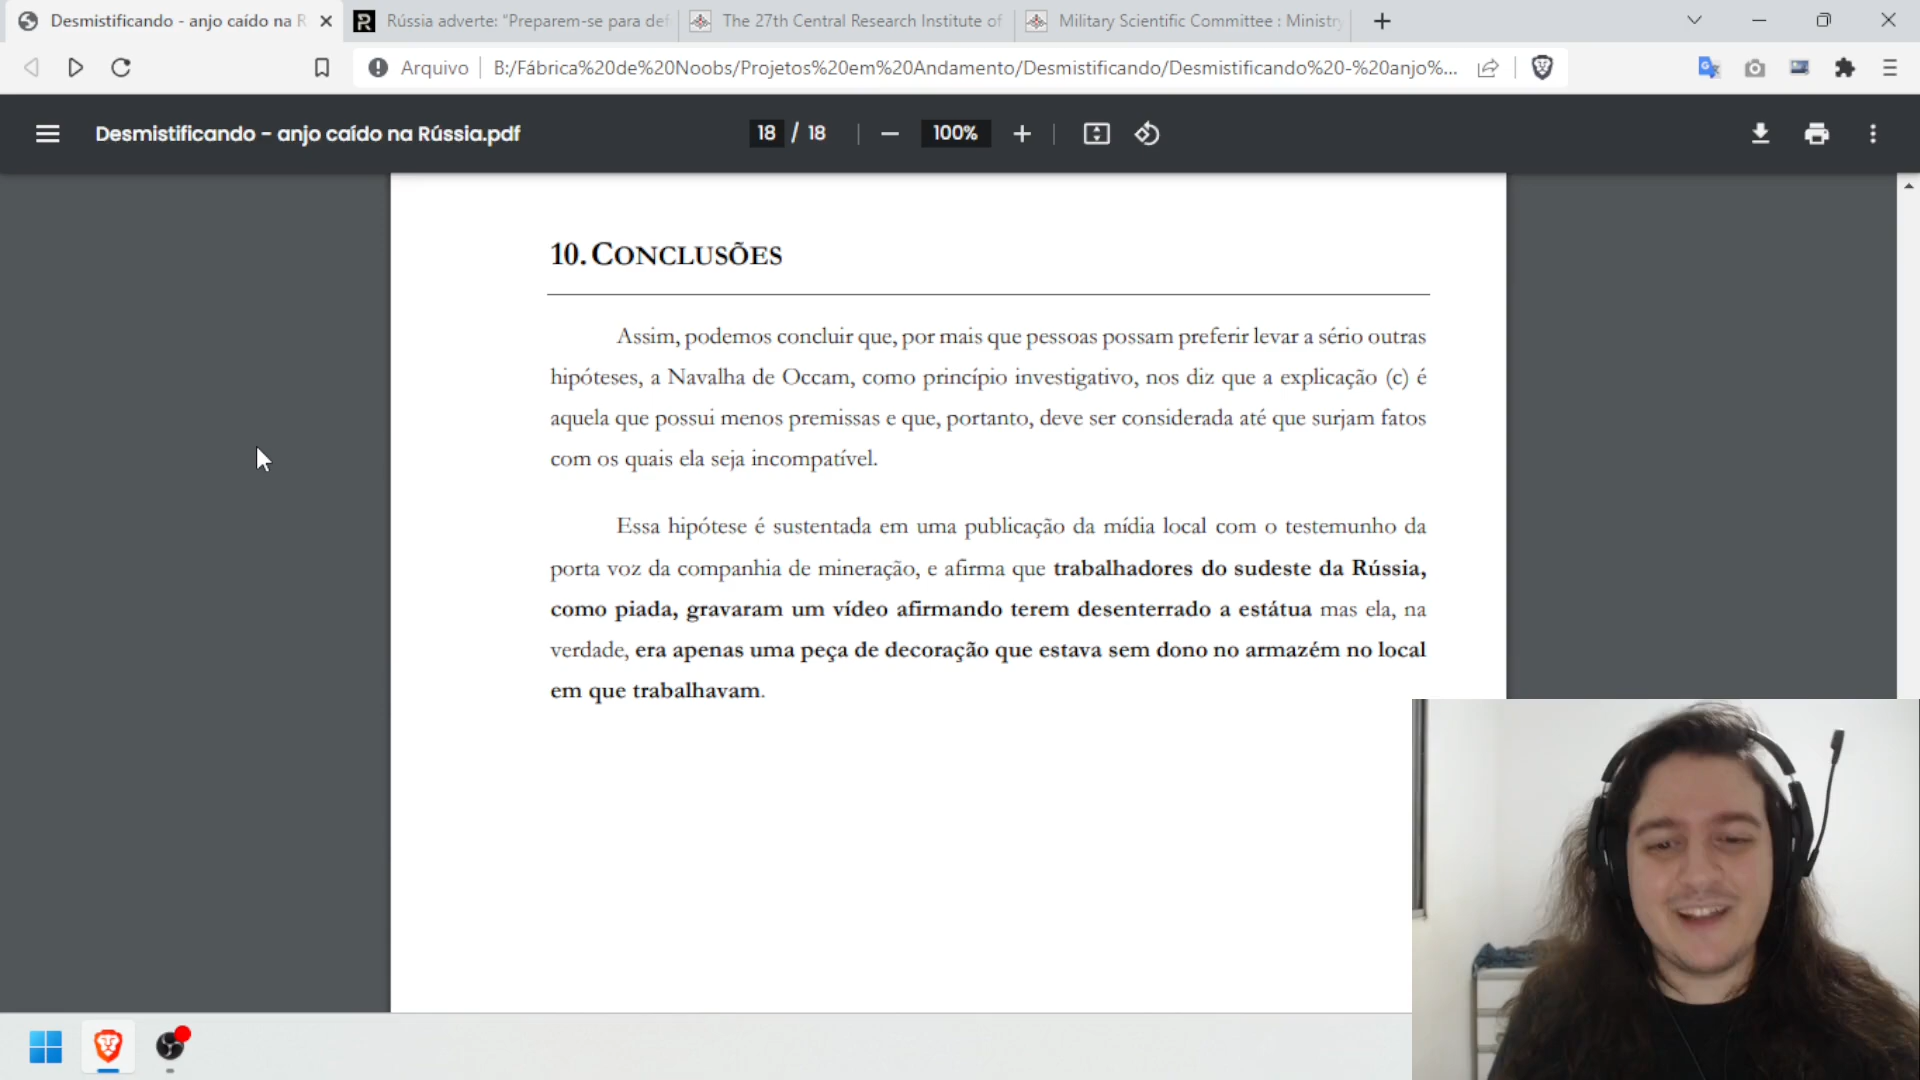 Desmistificando - anjo caído na R
Rússia adverte: "Preparem-se para def
The 27th Central Research Institute of
Military Scientific Committee : Ministry
Arquivo
B:/Fábrica%20de%20Noobs/Projetos%20em%20Andamento/Desmistificando/Desmistificando%20-%20anjo%...
Desmistificando - anjo caído na Rússia.pdf
18 / 18
100%
10. CONCLUSÕES
Assim, podemos concluir que, por mais que pessoas possam preferir levar a sério outras
hipóteses, a Navalha de Occam, como princípio investigativo, nos diz que a explicação (c) é
aquela que possui menos premissas e que, portanto, deve ser considerada até que surjam fatos
com os quais ela seja incompatível.
Essa hipótese é sustentada em uma publicação da mídia local com o testemunho da
porta voz da companhia de mineração, e afirma que trabalhadores do sudeste da Rússia,
como piada, gravaram um vídeo afirmando terem desenterrado a estátua mas ela, na
verdade, era apenas uma peça de decoração que estava sem dono no armazém no local
em que trabalhavam.